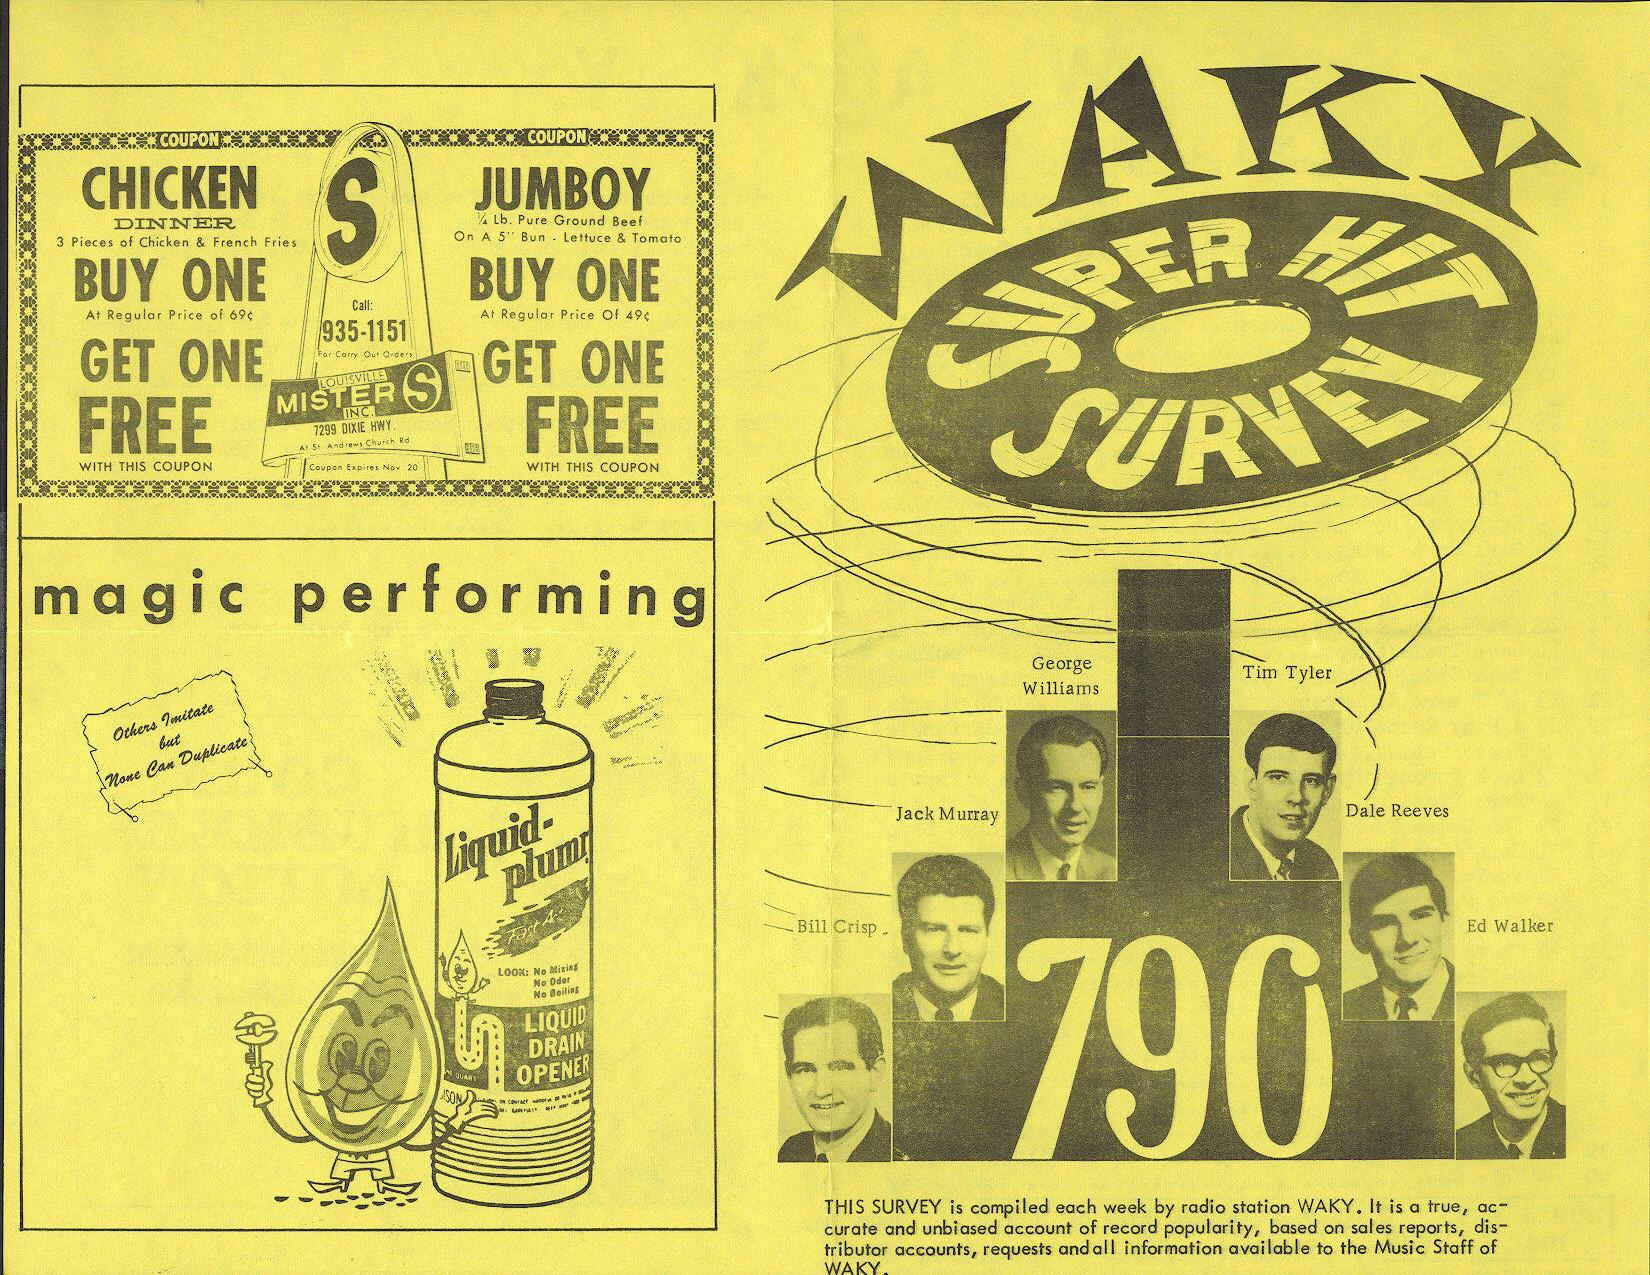 COUPON
CHICKEN
DINNER
3 Pieces of Chicken & French Fries
BUY ONE
At Regular Price of 69¢
GET ONE
FREE
WITH THIS COUPON
S
Call:
935-1151
For Carry Out Orders
LOUISVILLE
MISTER S
INC.
7299 DIXIE HWY.
At St. Andrews Church Rd
Coupon Expires Nov. 20
COUPON
JUMBOY
¼ Lb. Pure Ground Beef
On A 5" Bun - Lettuce & Tomato
BUY ONE
At Regular Price Of 49¢
GET ONE
FREE
WITH THIS COUPON
magic performing
Others Imitate
but
None Can Duplicate
Liquid-
plumr
Fast
LOOK: No Mixing
No Odor
No Boiling
LIQUID
DRAIN
OPENER
QUART
WAKY
SUPER HIT
SURVEY
George
Williams
Tim Tyler
Jack Murray
Dale Reeves
Bill Crisp
Ed Walker
790
THIS SURVEY is compiled each week by radio station WAKY. It is a true, ac-
curate and unbiased account of record popularity, based on sales reports, dis-
tributor accounts, requests and all information available to the Music Staff of
WAKY.